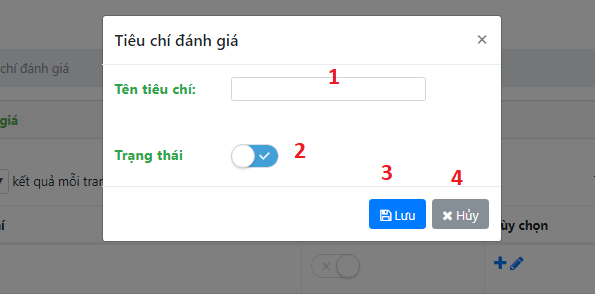 Tiêu chí đánh giá ×
chí đánh giá
Tên tiêu chí: 1
giá
Trạng thái 2
kết quả mỗi tran
3 4
Lưu Hủy
í ùy chọn